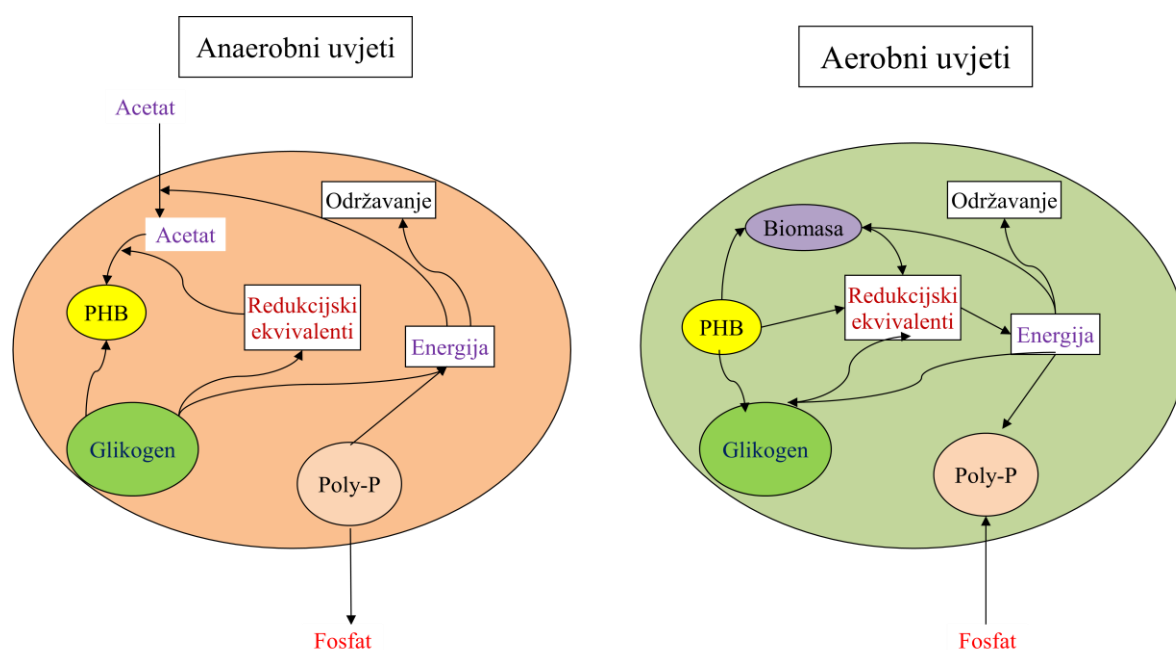 Anaerobni uvjeti
Acetat
Održavanje
Acetat
PHB
Redukcijski
ekvivalenti
Energija
Glikogen
Poly-P
Fosfat
Aerobni uvjeti
Održavanje
Biomasa
Redukcijski
ekvivalenti
PHB
Energija
Glikogen
Poly-P
Fosfat